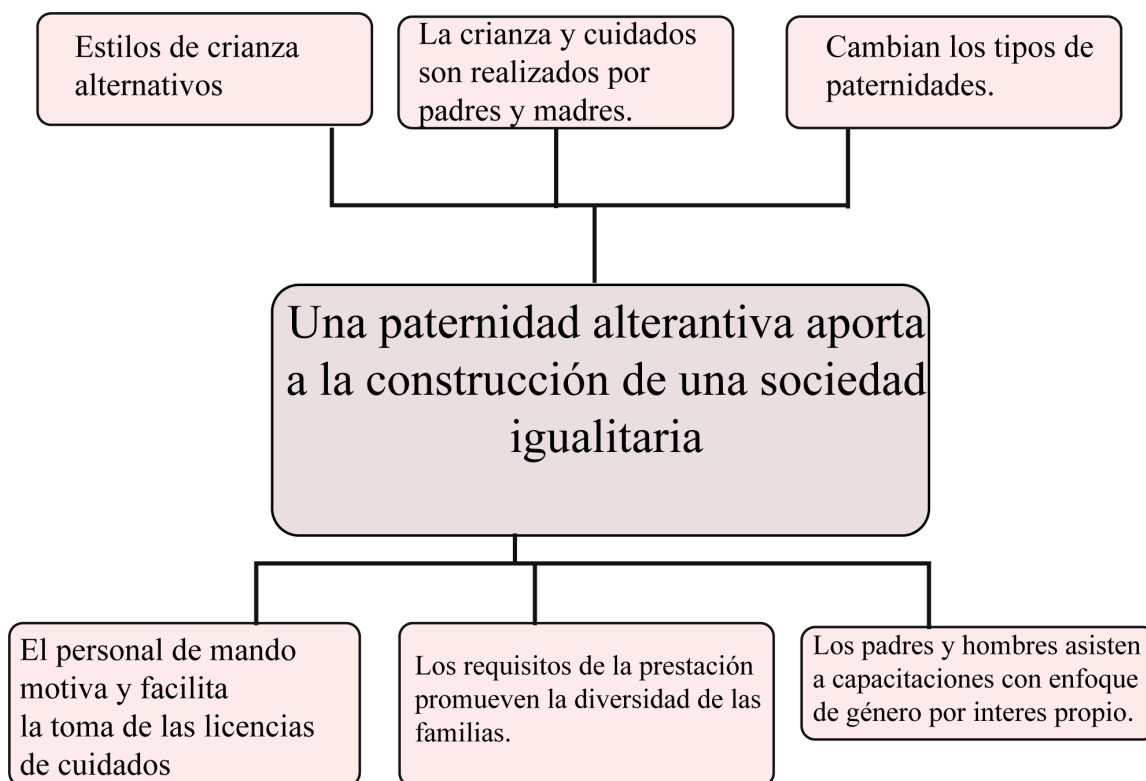 Estilos de crianza
alternativos
La crianza y cuidados
son realizados por
padres y madres.
Cambian los tipos de
paternidades.
Una paternidad alterantiva aporta
a la construcción de una sociedad
igualitaria
El personal de mando
motiva y facilita
la toma de las licencias
de cuidados
Los requisitos de la prestación
promueven la diversidad de las
familias.
Los padres y hombres asisten
a capacitaciones con enfoque
de género por interes propio.